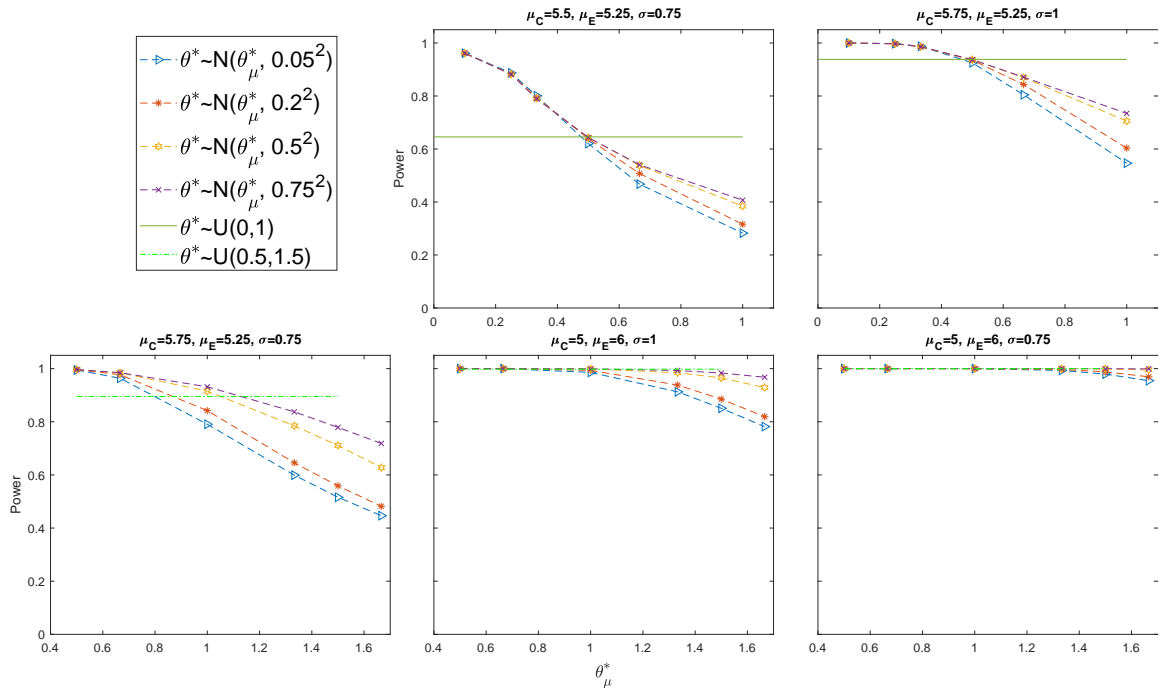 θ*~N(θ*μ, 0.05²)
θ*~N(θ*μ, 0.2²)
θ*~N(θ*μ, 0.5²)
θ*~N(θ*μ, 0.75²)
θ*~U(0,1)
θ*~U(0.5,1.5)
μC=5.5, μE=5.25, σ=0.75
1
0.8
0.6
0.4
0.2
0
Power
0 0.2 0.4 0.6 0.8 1
μC=5.75, μE=5.25, σ=1
0 0.2 0.4 0.6 0.8 1
μC=5.75, μE=5.25, σ=0.75
1
0.8
0.6
0.4
0.2
0
Power
0.4 0.6 0.8 1 1.2 1.4 1.6
μC=5, μE=6, σ=1
0.4 0.6 0.8 1 1.2 1.4 1.6
θ*μ
μC=5, μE=6, σ=0.75
0.4 0.6 0.8 1 1.2 1.4 1.6